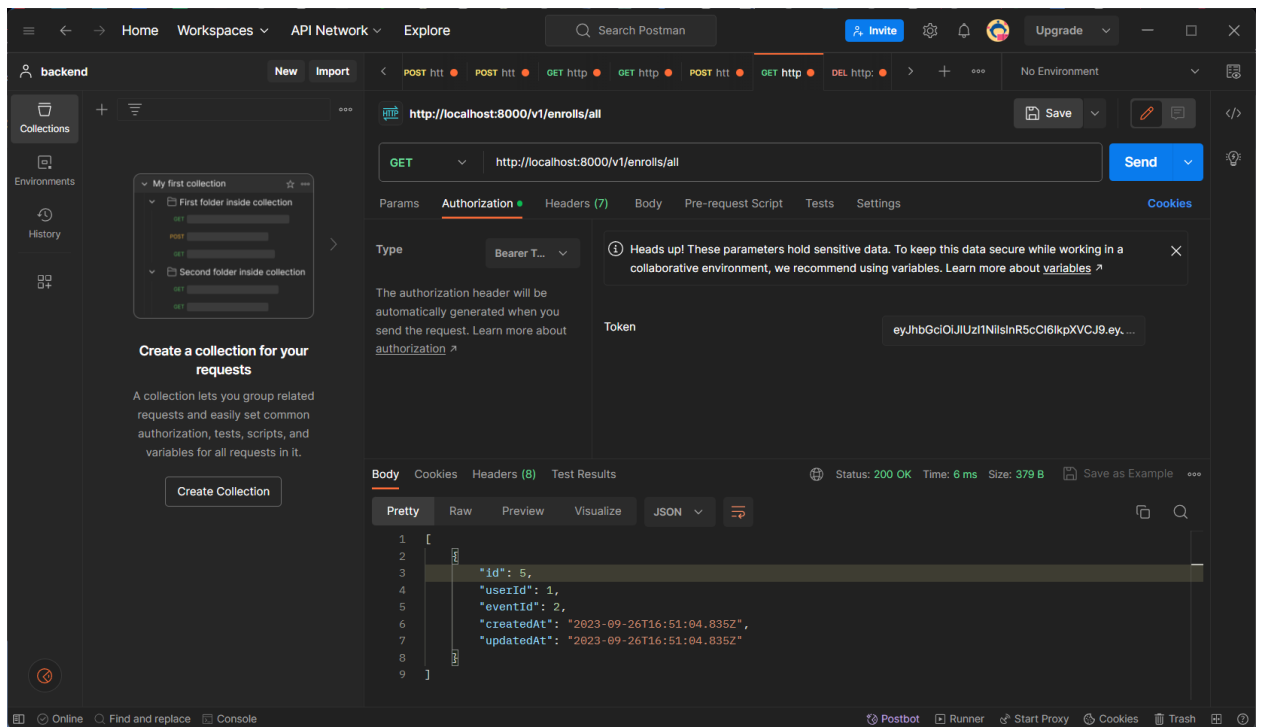 Home Workspaces API Network Explore Search Postman Invite Upgrade
backend New Import POST htt POST htt GET http GET http POST htt GET http DEL http: No Environment
Collections
Environments
History
My first collection
First folder inside collection
GET
POST
GET
Second folder inside collection
GET
GET
Create a collection for your
requests
A collection lets you group related
requests and easily set common
authorization, tests, scripts, and
variables for all requests in it.
Create Collection
HTTP http://localhost:8000/v1/enrolls/all Save
GET http://localhost:8000/v1/enrolls/all Send
Params Authorization Headers (7) Body Pre-request Script Tests Settings Cookies
Type Bearer T...
The authorization header will be
automatically generated when you
send the request. Learn more about
authorization ↗
Heads up! These parameters hold sensitive data. To keep this data secure while working in a
collaborative environment, we recommend using variables. Learn more about variables ↗
Token eyJhbGciOiJIUzI1NiIsInR5cCI6IkpXVCJ9.ey...
Body Cookies Headers (8) Test Results Status: 200 OK Time: 6 ms Size: 379 B Save as Example
Pretty Raw Preview Visualize JSON
1 [
2 {
3 "id": 5,
4 "userId": 1,
5 "eventId": 2,
6 "createdAt": "2023-09-26T16:51:04.835Z",
7 "updatedAt": "2023-09-26T16:51:04.835Z"
8 }
9 ]
Online Find and replace Console Postbot Runner Start Proxy Cookies Trash